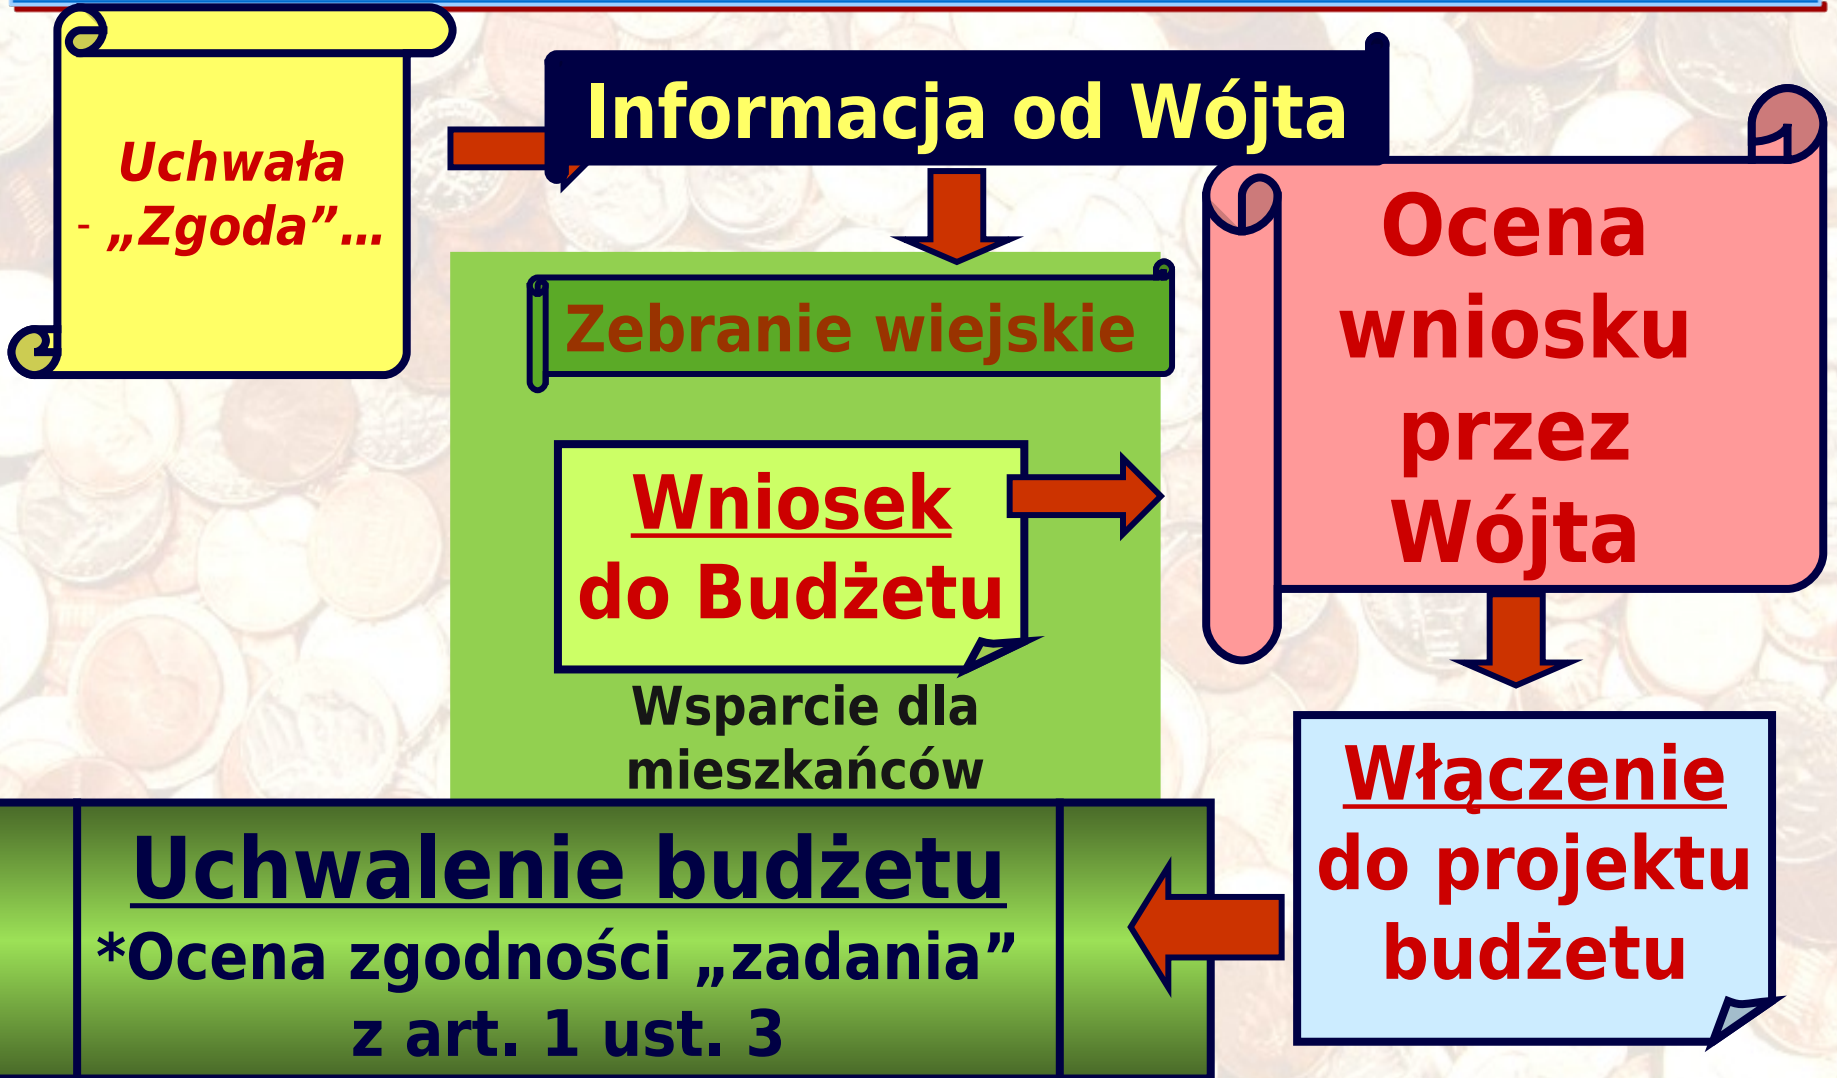 Uchwała
- „Zgoda”…
Informacja od Wójta
Zebranie wiejskie
Wniosek
do Budżetu
Wsparcie dla
mieszkańców
Ocena
wniosku
przez
Wójta
Włączenie
do projektu
budżetu
Uchwalenie budżetu
*Ocena zgodności „zadania”
z art. 1 ust. 3